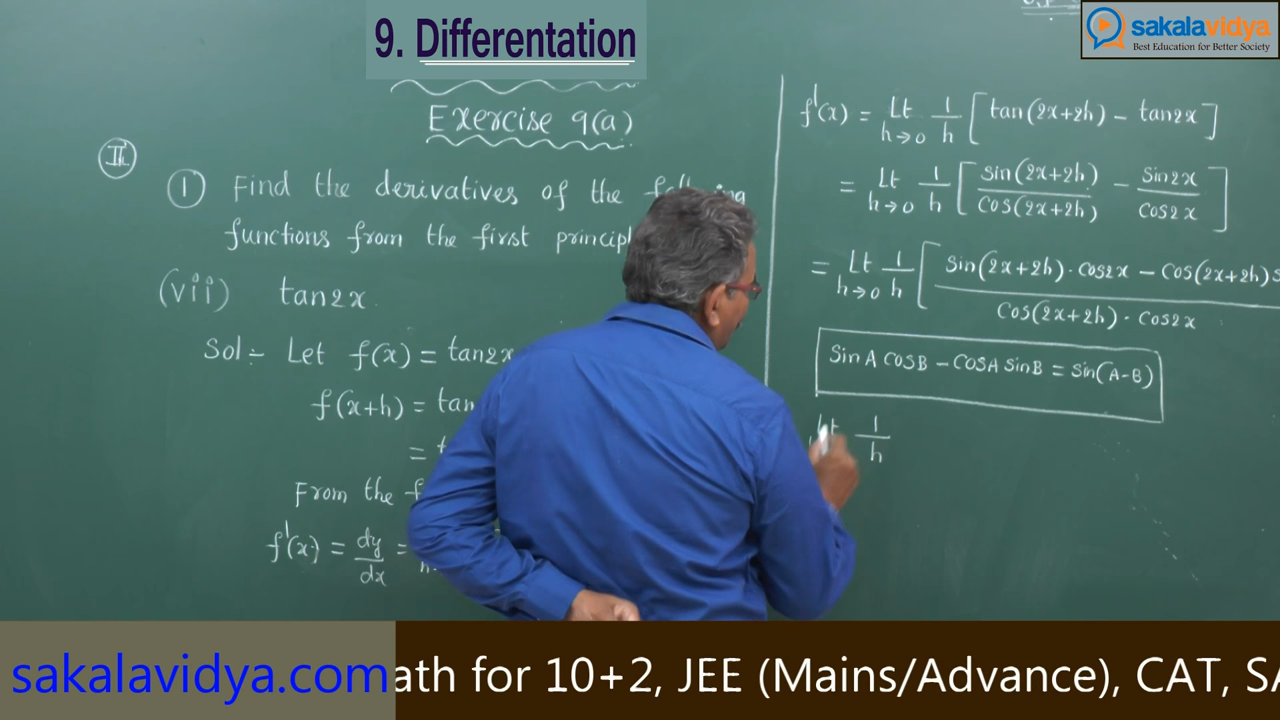 9. Differentation
sakalavidya
Best Education for Better Society
Exercise 9(a)
II
① Find the derivatives of the
functions from the first
(vii) tan2x.
Sol:- Let f(x) = tan2x
f(x+h) = tan
=
From the
f'(x) = dy/dx =
f'(x) = Lt h→0 1/h [tan(2x+2h) - tan2x]
= Lt h→0 1/h [sin(2x+2h)/cos(2x+2h) - sin2x/cos2x]
= Lt h→0 1/h [sin(2x+2h)·cos2x - cos(2x+2h)
cos(2x+2h)·cos2x
sinA cosB - cosA sinB = sin(A-B)
Lt 1/h
sakalavidya.com
ath for 10+2, JEE (Mains/Advance), CAT, SA